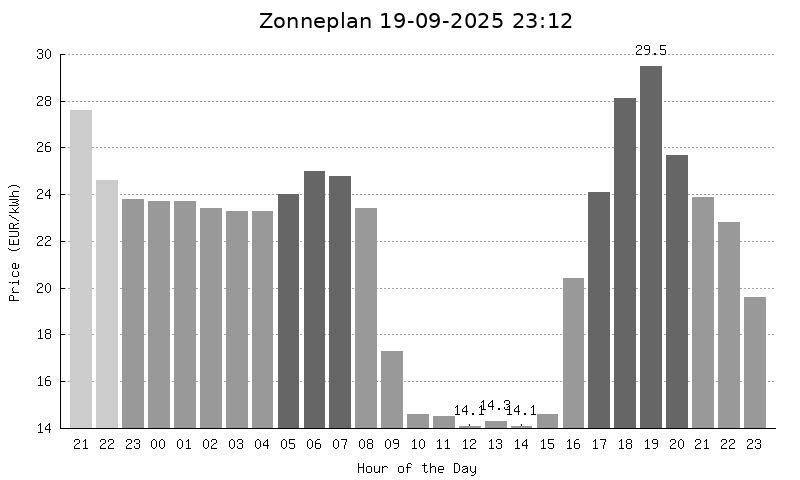 Zonneplan 19-09-2025 23:12
29.5
30
28
26
24
22
20
18
16
14
Price (EUR/kWh)
14.1 14.3 14.1
21 22 23 00 01 02 03 04 05 06 07 08 09 10 11 12 13 14 15 16 17 18 19 20 21 22 23
Hour of the Day